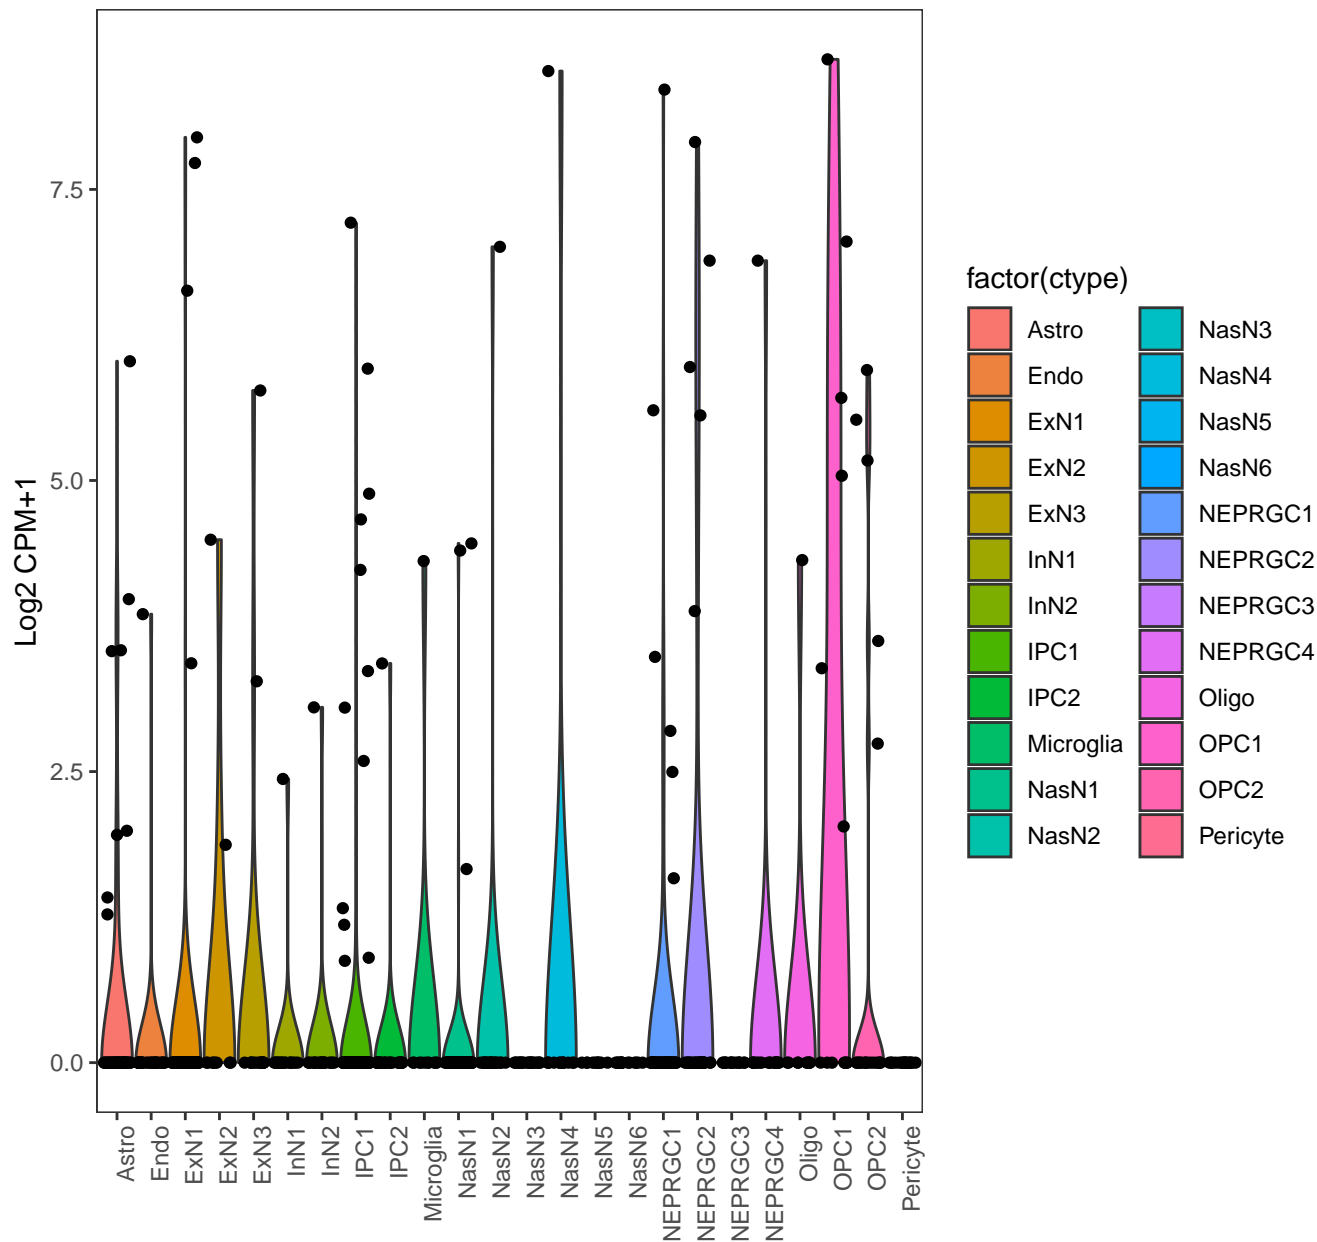 Log2 CPM+1
7.5
5.0
2.5
0.0
Astro
Endo
ExN1
ExN2
ExN3
InN1
InN2
IPC1
IPC2
Microglia
NasN1
NasN2
NasN3
NasN4
NasN5
NasN6
NEPRGC1
NEPRGC2
NEPRGC3
NEPRGC4
Oligo
OPC1
OPC2
Pericyte
factor(ctype)
Astro
Endo
ExN1
ExN2
ExN3
InN1
InN2
IPC1
IPC2
Microglia
NasN1
NasN2
NasN3
NasN4
NasN5
NasN6
NEPRGC1
NEPRGC2
NEPRGC3
NEPRGC4
Oligo
OPC1
OPC2
Pericyte